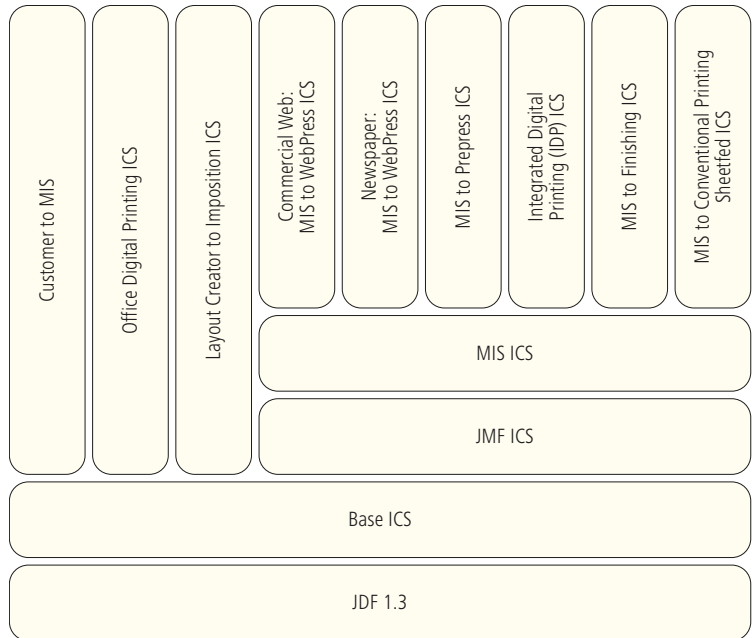 Customer to MIS
Office Digital Printing ICS
Layout Creator to Imposition ICS
Commercial Web:
MIS to WebPress ICS
Newspaper:
MIS to WebPress ICS
MIS to Prepress ICS
Integrated Digital
Printing (IDP) ICS
MIS to Finishing ICS
MIS to Conventional Printing
Sheetfed ICS
MIS ICS
JMF ICS
Base ICS
JDF 1.3